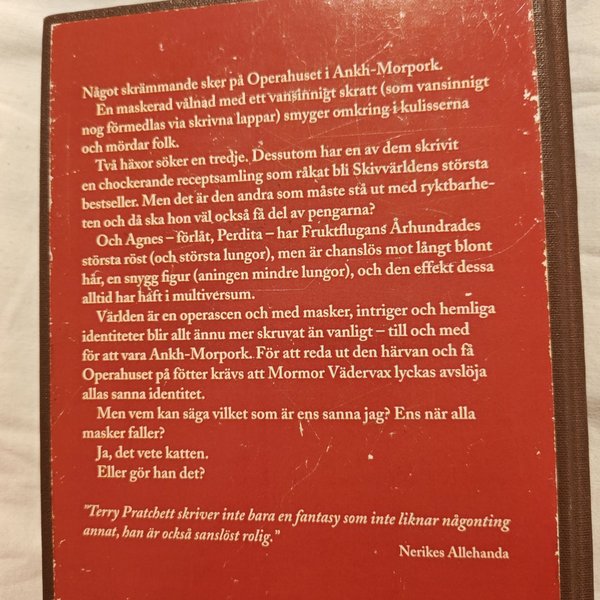 Något skrämmande sker på Operahuset i Ankh-Morpork.
En maskerad vålnad med ett vansinnigt skratt (som vansinnigt
nog förmedlas via skrivna lappar) smyger omkring i kulisserna
och mördar folk.
Två häxor söker en tredje. Dessutom har en av dem skrivit
en chockerande receptsamling som råkat bli Skivvärldens största
bestseller. Men det är den andra som måste stå ut med ryktbarhe-
ten och då ska hon väl också få del av pengarna?
Och Agnes – förlåt, Perdita – har Fruktflugans Århundrades
största röst (och största lungor), men är chanslös mot långt blont
hår, en snygg figur (aningen mindre lungor), och den effekt dessa
alltid har haft i multiversum.
Världen är en operascen och med masker, intriger och hemliga
identiteter blir allt ännu mer skruvat än vanligt – till och med
för att vara Ankh-Morpork. För att reda ut den härvan och få
Operahuset på fötter krävs att Mormor Vädervax lyckas avslöja
allas sanna identitet.
Men vem kan säga vilket som är ens sanna jag? Ens när alla
masker faller?
Ja, det vete katten.
Eller gör han det?
"Terry Pratchett skriver inte bara en fantasy som inte liknar någonting
annat, han är också sanslöst rolig."
Nerikes Allehanda